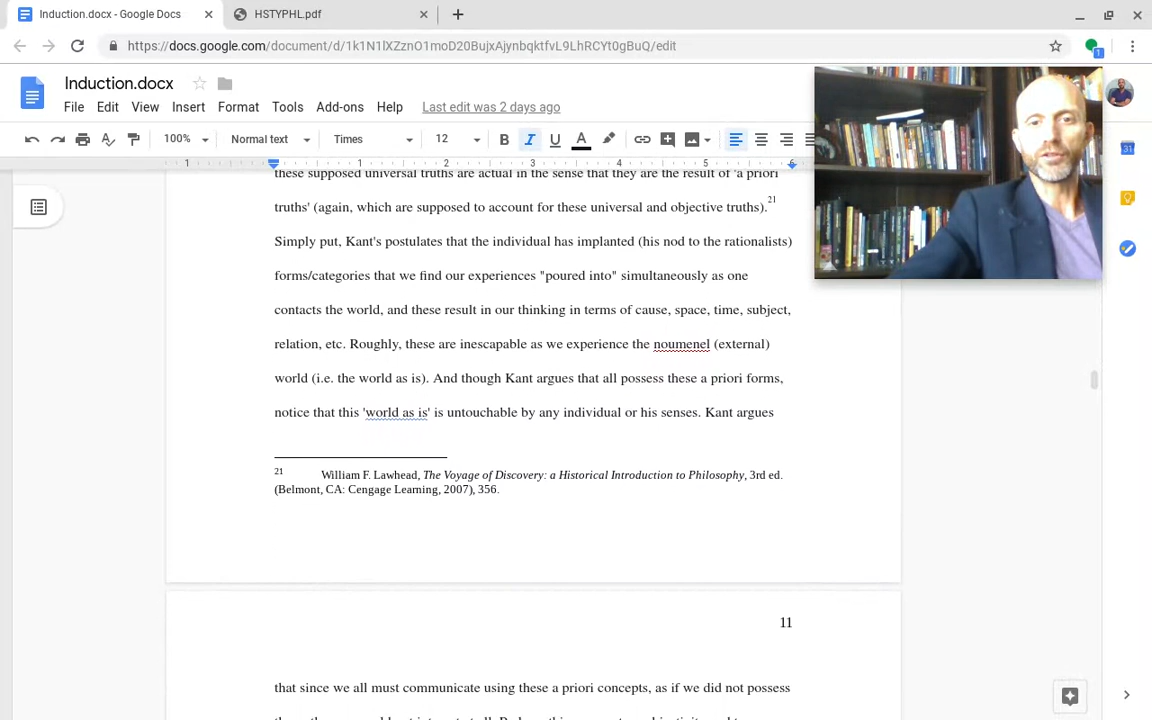 Induction.docx - Google Docs
HSTYPHL.pdf
https://docs.google.com/document/d/1k1N1lXZznO1moD20BujxAjynbqktfvL9LhRCYt0gBuQ/edit
1
Induction.docx
File Edit View Insert Format Tools Add-ons Help Last edit was 2 days ago
100% Normal text Times 12 B I U A
1 1 2 3 4 5 6
31
these supposed universal truths are actual in the sense that they are the result of 'a priori
truths' (again, which are supposed to account for these universal and objective truths).21
Simply put, Kant's postulates that the individual has implanted (his nod to the rationalists)
forms/categories that we find our experiences "poured into" simultaneously as one
contacts the world, and these result in our thinking in terms of cause, space, time, subject,
relation, etc. Roughly, these are inescapable as we experience the noumenel (external)
world (i.e. the world as is). And though Kant argues that all possess these a priori forms,
notice that this 'world as is' is untouchable by any individual or his senses. Kant argues
21 William F. Lawhead, The Voyage of Discovery: a Historical Introduction to Philosophy, 3rd ed.
(Belmont, CA: Cengage Learning, 2007), 356.
11
that since we all must communicate using these a priori concepts, as if we did not possess